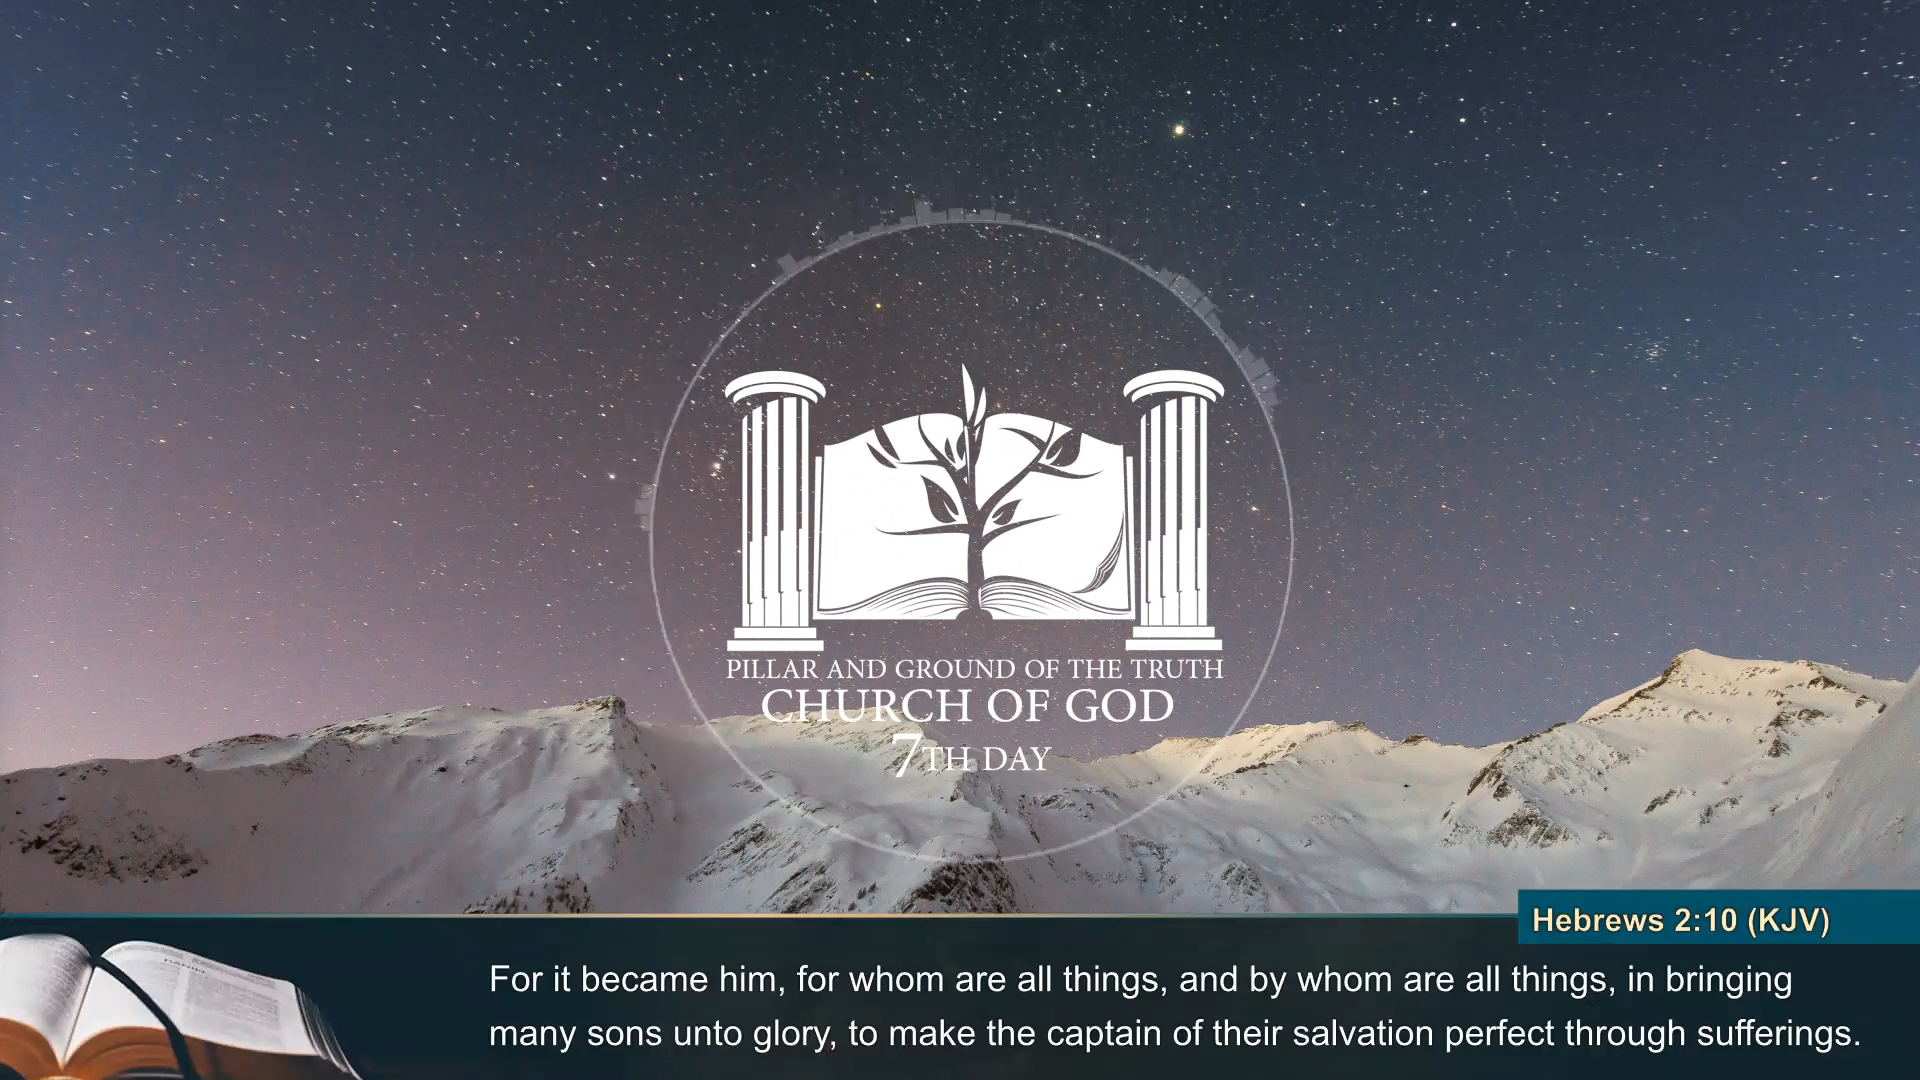 PILLAR AND GROUND OF THE TRUTH
CHURCH OF GOD
7TH DAY
Hebrews 2:10 (KJV)
For it became him, for whom are all things, and by whom are all things, in bringing
many sons unto glory, to make the captain of their salvation perfect through sufferings.